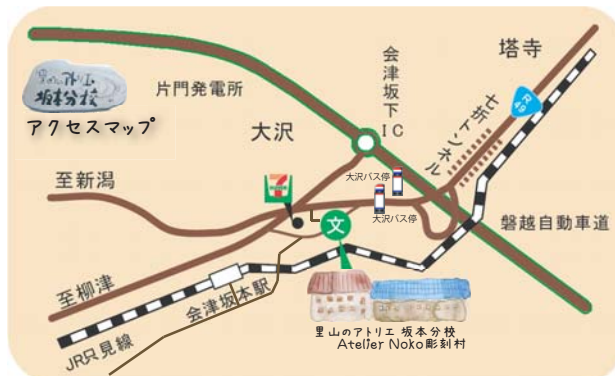 里山のアトリエ
坂本分校
アクセスマップ
片門発電所
大沢
会津坂下
IC
塔寺
R
49
七折トンネル
大沢バス停
大沢バス停
至新潟
磐越自動車道
文
至柳津
会津坂本駅
JR只見線
里山のアトリエ 坂本分校
Atelier Noko彫刻村